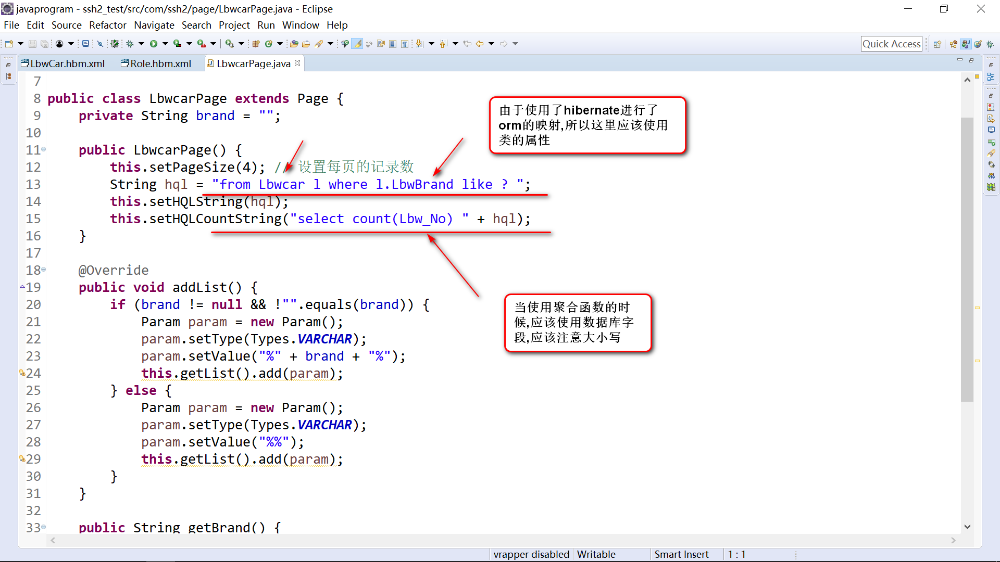 javaprogram - ssh2_test/src/com/ssh2/page/LbwcarPage.java - Eclipse
File Edit Source Refactor Navigate Search Project Run Window Help
Quick Access
LbwCar.hbm.xml Role.hbm.xml LbwcarPage.java
7
8 public class LbwcarPage extends Page {
9 private String brand = "";
10
11 public LbwcarPage() {
12 this.setPageSize(4); // 设置每页的记录数
13 String hql = "from Lbwcar l where l.LbwBrand like ? ";
14 this.setHQLString(hql);
15 this.setHQLCountString("select count(Lbw_No) " + hql);
16 }
17
18 @Override
19 public void addList() {
20 if (brand != null && !"".equals(brand)) {
21 Param param = new Param();
22 param.setType(Types.VARCHAR);
23 param.setValue("%" + brand + "%");
24 this.getList().add(param);
25 } else {
26 Param param = new Param();
27 param.setType(Types.VARCHAR);
28 param.setValue("%%");
29 this.getList().add(param);
30 }
31 }
32
33 public String getBrand() {
由于使用了hibernate进行了
orm的映射,所以这里应该使用
类的属性
当使用聚合函数的时
候,应该使用数据库字
段,应该注意大小写
vrapper disabled Writable Smart Insert 1 : 1